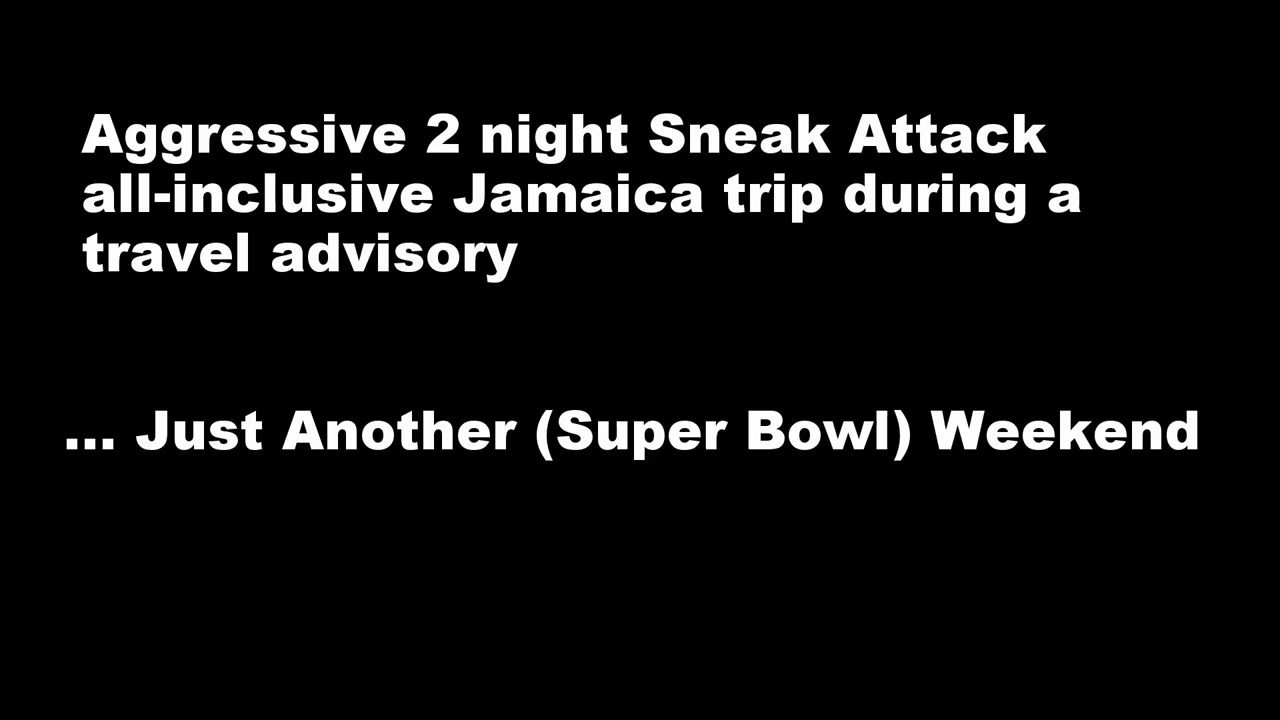 Aggressive 2 night Sneak Attack
all-inclusive Jamaica trip during a
travel advisory
... Just Another (Super Bowl) Weekend